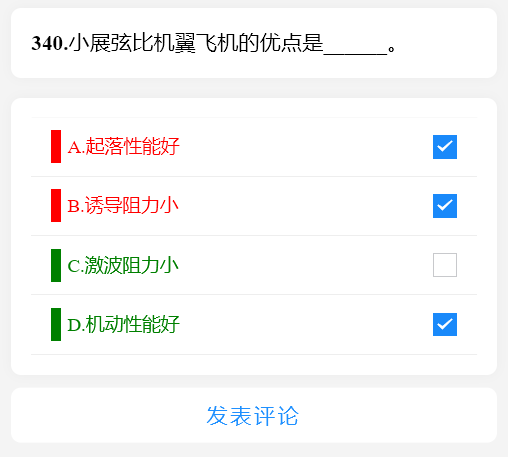 340.小展弦比机翼飞机的优点是______。
A.起落性能好
B.诱导阻力小
C.激波阻力小
D.机动性能好
发表评论